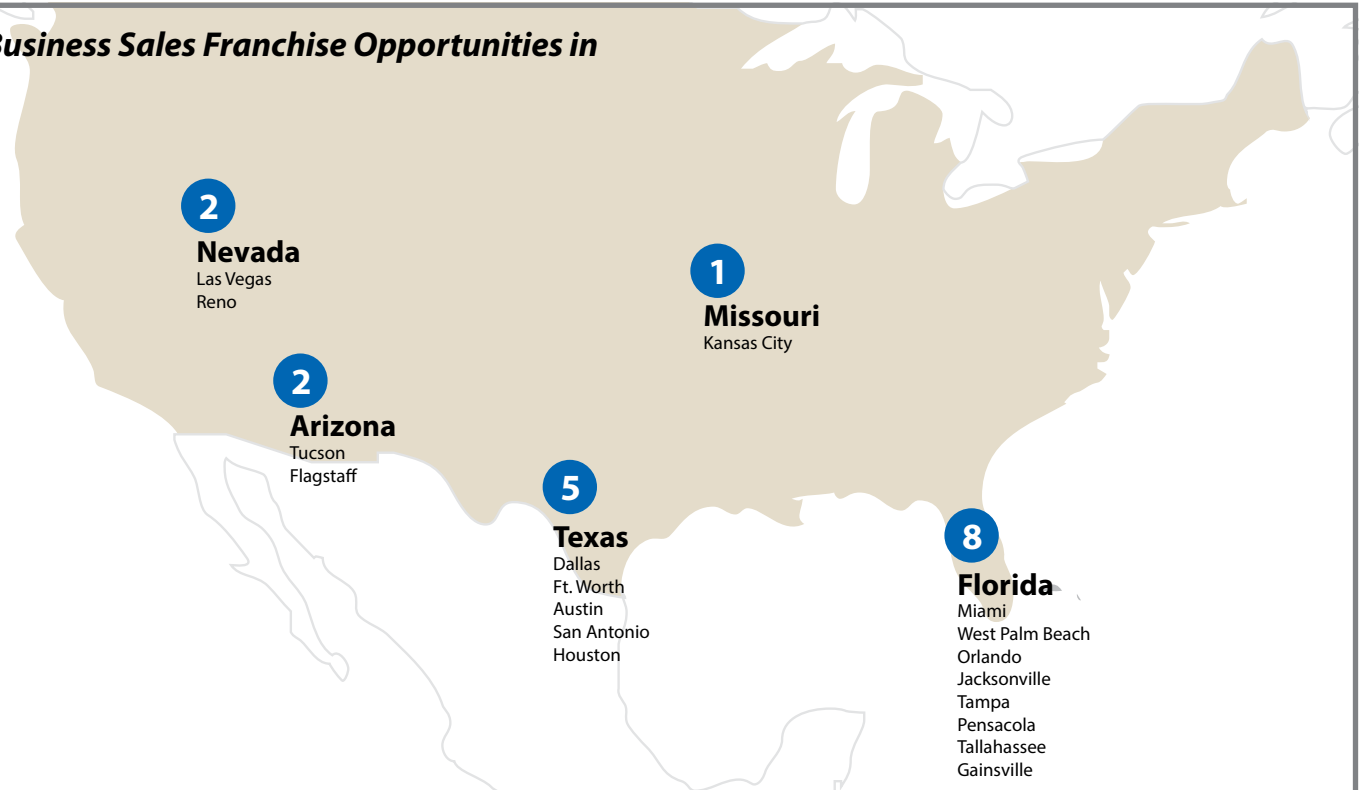 Business Sales Franchise Opportunities in
2
Nevada
Las Vegas
Reno
1
Missouri
Kansas City
2
Arizona
Tucson
Flagstaff
5
Texas
Dallas
Ft. Worth
Austin
San Antonio
Houston
8
Florida
Miami
West Palm Beach
Orlando
Jacksonville
Tampa
Pensacola
Tallahassee
Gainsville